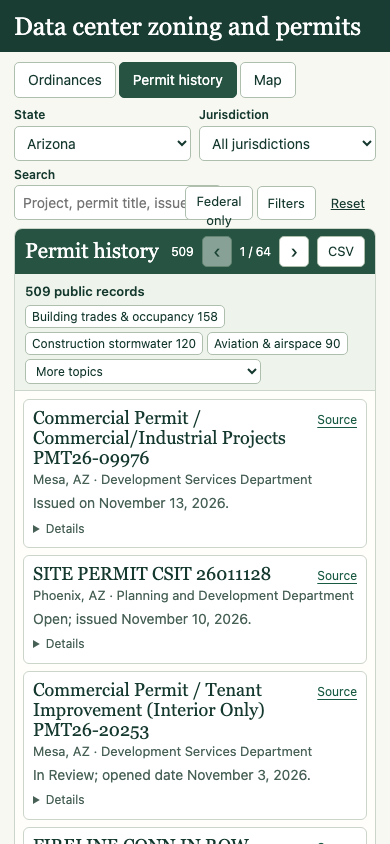 Data center zoning and permits
Ordinances
Permit history
Map
State
Jurisdiction
Arizona
All jurisdictions
Search
Project, permit title, issue
Federal only
Filters
Reset
Permit history
509
‹
1 / 64
›
CSV
509 public records
Building trades & occupancy 158
Construction stormwater 120
Aviation & airspace 90
More topics
Commercial Permit /
Commercial/Industrial Projects
PMT26-09976
Source
Mesa, AZ · Development Services Department
Issued on November 13, 2026.
Details
SITE PERMIT CSIT 26011128
Source
Phoenix, AZ · Planning and Development Department
Open; issued November 10, 2026.
Details
Commercial Permit / Tenant
Improvement (Interior Only)
PMT26-20253
Source
Mesa, AZ · Development Services Department
In Review; opened date November 3, 2026.
Details
FIRELINE CONN IN ROW